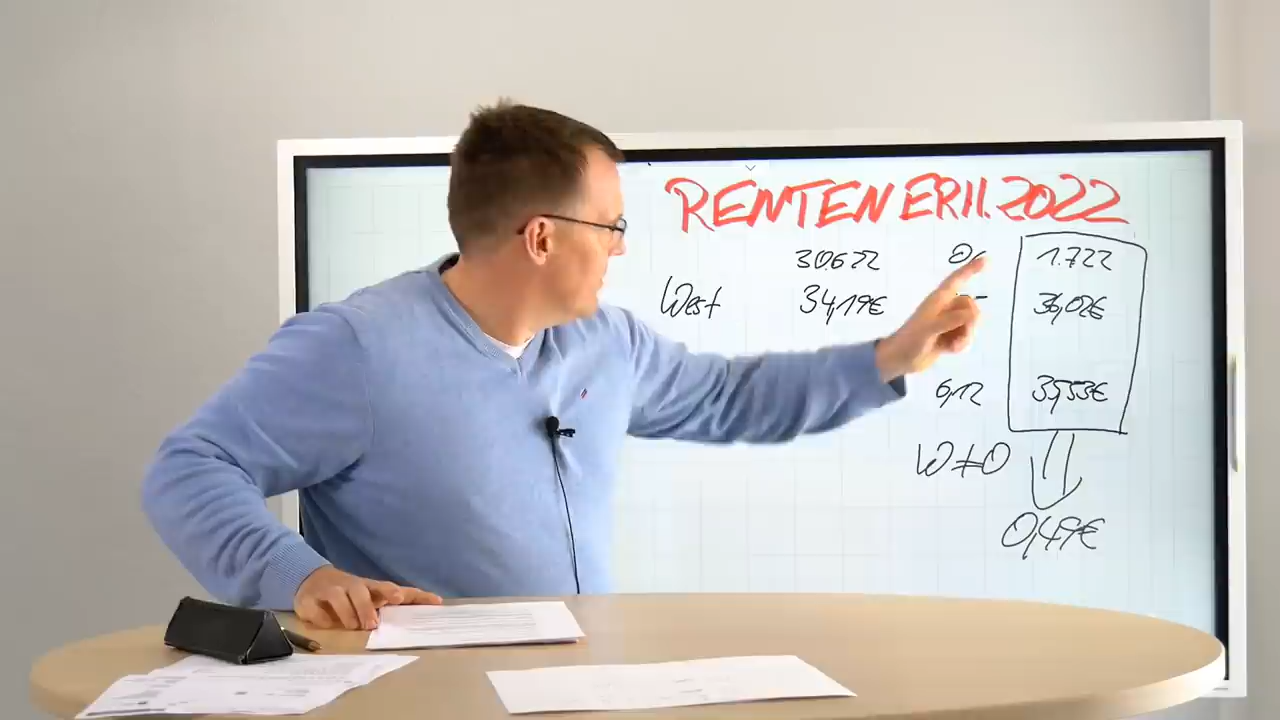 RENTENERH.2022
30.6.22 1.7.22
West 34,19€ 36,02€
6,12 35,53€
W≠O
0,49€